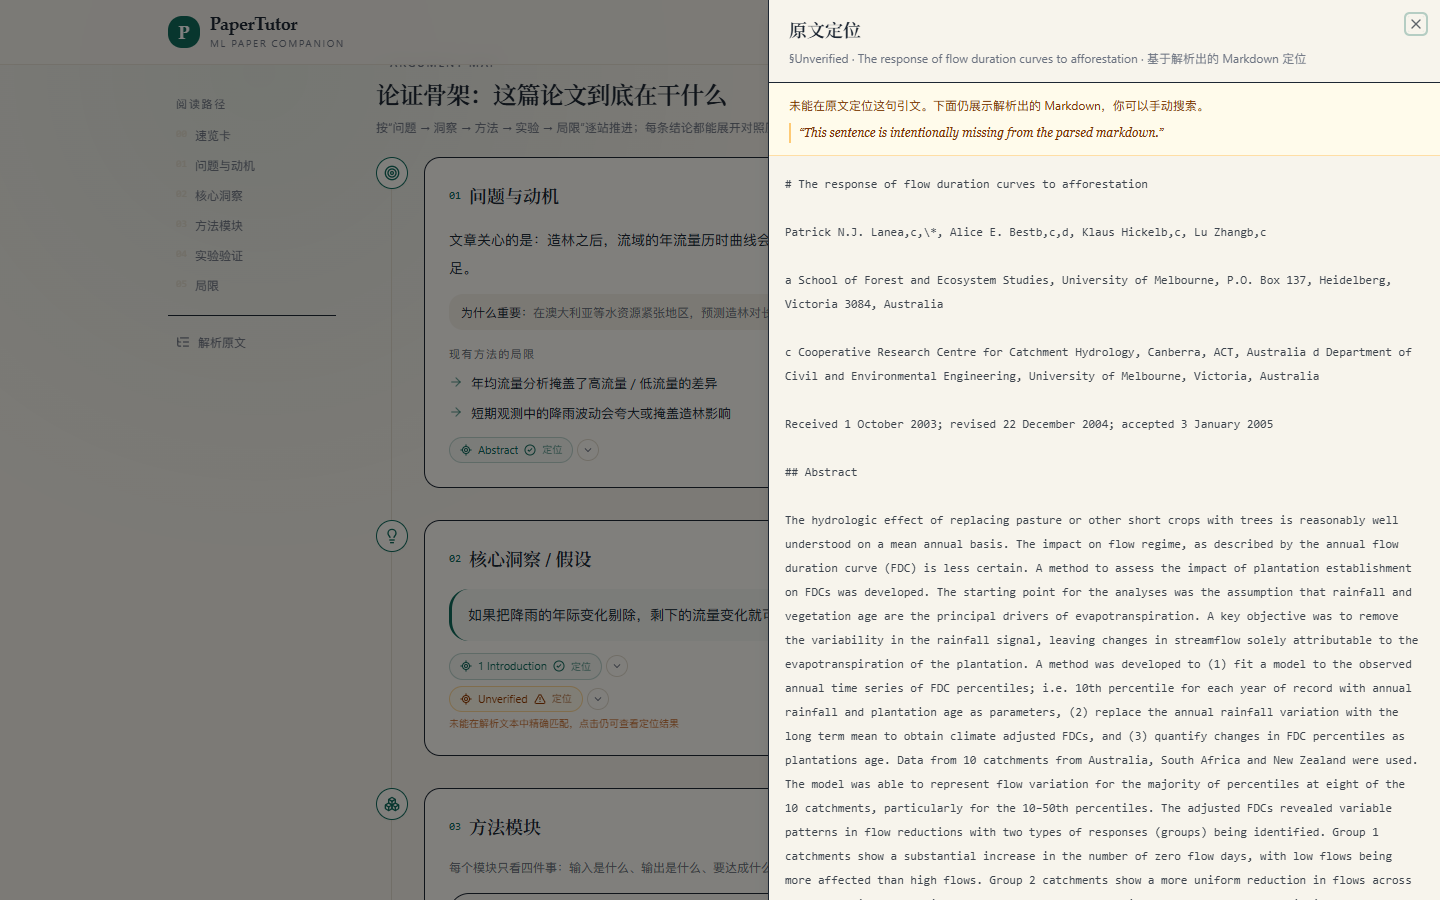 P
PaperTutor
ML PAPER COMPANION
阅读路径
速览卡
01 问题与动机
核心洞察
03 方法模块
实验验证
05 局限
解析原文
论证骨架：这篇论文到底在干什么
按“问题 → 洞察 → 方法 → 实验 → 局限”逐站推进；每条结论都能展开对照
01 问题与动机
文章关心的是：造林之后，流域的年流量历时曲线会
足。
为什么重要：在澳大利亚等水资源紧张地区，预测造林对
现有方法的局限
→ 年均流量分析掩盖了高流量 / 低流量的差异
→ 短期观测中的降雨波动会夸大或掩盖造林影响
Abstract 定位
02 核心洞察 / 假设
如果把降雨的年际变化剔除，剩下的流量变化就
1 Introduction 定位
Unverified 定位
未能在解析文本中精确匹配，点击仍可查看定位结果
03 方法模块
每个模块只看四件事：输入是什么、输出是什么、要达成什么
原文定位
§Unverified · The response of flow duration curves to afforestation · 基于解析出的 Markdown 定位
未能在原文定位这句引文。下面仍展示解析出的 Markdown，你可以手动搜索。
“This sentence is intentionally missing from the parsed markdown.”
# The response of flow duration curves to afforestation
Patrick N.J. Lanea,c,\*, Alice E. Bestb,c,d, Klaus Hickelb,c, Lu Zhangb,c
a School of Forest and Ecosystem Studies, University of Melbourne, P.O. Box 137, Heidelberg,
Victoria 3084, Australia
c Cooperative Research Centre for Catchment Hydrology, Canberra, ACT, Australia d Department of
Civil and Environmental Engineering, University of Melbourne, Victoria, Australia
Received 1 October 2003; revised 22 December 2004; accepted 3 January 2005
## Abstract
The hydrologic effect of replacing pasture or other short crops with trees is reasonably well
understood on a mean annual basis. The impact on flow regime, as described by the annual flow
duration curve (FDC) is less certain. A method to assess the impact of plantation establishment
on FDCs was developed. The starting point for the analyses was the assumption that rainfall and
vegetation age are the principal drivers of evapotranspiration. A key objective was to remove
the variability in the rainfall signal, leaving changes in streamflow solely attributable to the
evapotranspiration of the plantation. A method was developed to (1) fit a model to the observed
annual time series of FDC percentiles; i.e. 10th percentile for each year of record with annual
rainfall and plantation age as parameters, (2) replace the annual rainfall variation with the
long term mean to obtain climate adjusted FDCs, and (3) quantify changes in FDC percentiles as
plantations age. Data from 10 catchments from Australia, South Africa and New Zealand were used.
The model was able to represent flow variation for the majority of percentiles at eight of the
10 catchments, particularly for the 10–50th percentiles. The adjusted FDCs revealed variable
patterns in flow reductions with two types of responses (groups) being identified. Group 1
catchments show a substantial increase in the number of zero flow days, with low flows being
more affected than high flows. Group 2 catchments show a more uniform reduction in flows across